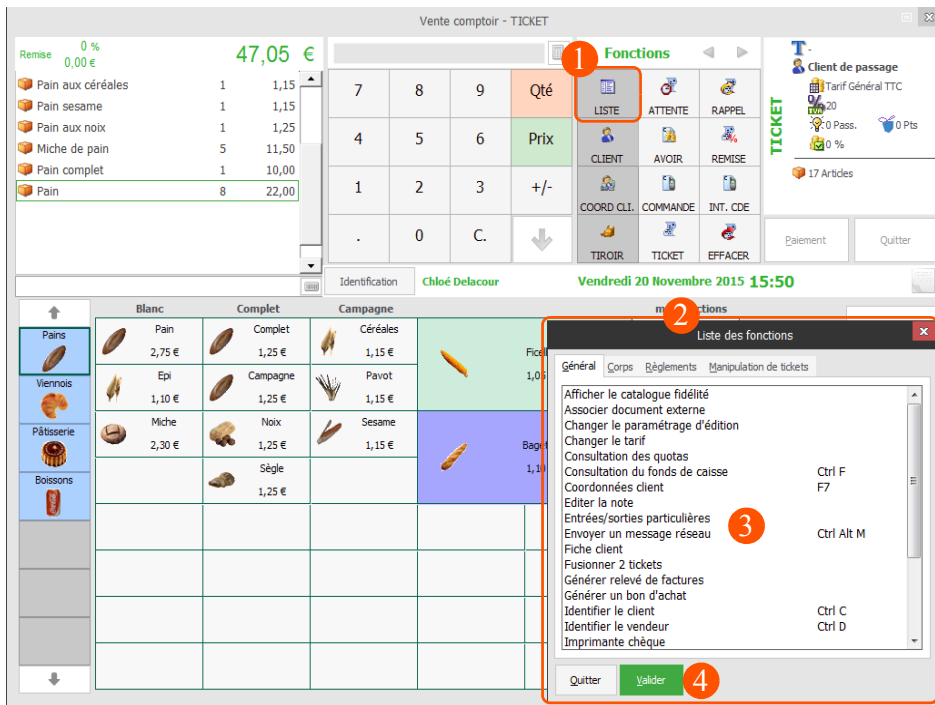 Vente comptoir - TICKET
Remise 0 % 0,00 € 47,05 €
Pain aux céréales 1 1,15
Pain sesame 1 1,15
Pain aux noix 1 1,25
Miche de pain 5 11,50
Pain complet 1 10,00
Pain 8 22,00
7 8 9 Qté
4 5 6 Prix
1 2 3 +/-
. 0 C.
1 Fonctions
LISTE ATTENTE RAPPEL
CLIENT AVOIR REMISE
COORD CLI. COMMANDE INT. CDE
TIROIR TICKET EFFACER
TICKET
T -
Client de passage
Tarif Général TTC
20
0 Pass. 0 Pts
0 %
17 Articles
Paiement Quitter
Identification Chloé Delacour Vendredi 20 Novembre 2015 15:50
Blanc Complet Campagne
Pains
Viennois
Pâtisserie
Boissons
Pain Complet Céréales
2,75 € 1,25 € 1,15 €
Epi Campagne Pavot
1,10 € 1,25 € 1,15 €
Miche Noix Sesame
2,30 € 1,25 € 1,15 €
Sègle
1,25 €
2
Liste des fonctions
Général Corps Règlements Manipulation de tickets
Afficher le catalogue fidélité
Associer document externe
Changer le paramétrage d'édition
Changer le tarif
Consultation des quotas
Consultation du fonds de caisse Ctrl F
Coordonnées client F7
Editer la note
Entrées/sorties particulières
Envoyer un message réseau Ctrl Alt M
3
Fiche client
Fusionner 2 tickets
Générer relevé de factures
Générer un bon d'achat
Identifier le client Ctrl C
Identifier le vendeur Ctrl D
Imprimante chèque
Quitter Valider 4